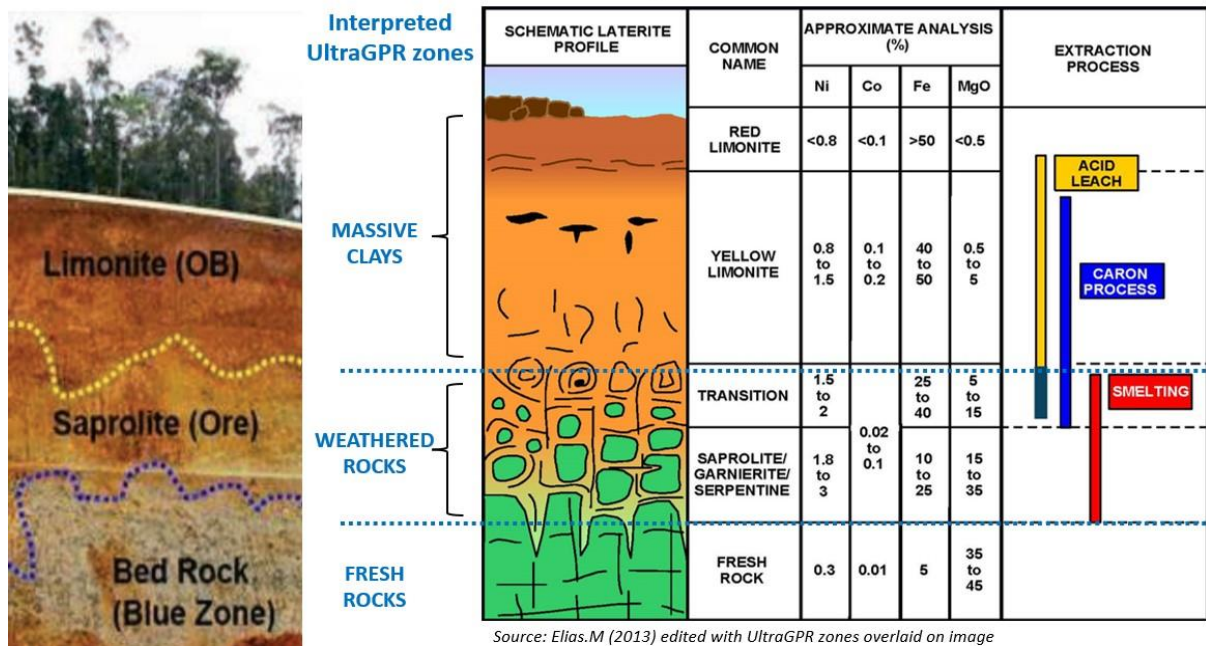 Limonite (OB)
Saprolite (Ore)
Bed Rock
(Blue Zone)
Interpreted
UltraGPR zones
MASSIVE
CLAYS
WEATHERED
ROCKS
FRESH
ROCKS
SCHEMATIC LATERITE
PROFILE
COMMON
NAME
APPROXIMATE ANALYSIS
(%)
Ni
Co
Fe
MgO
EXTRACTION
PROCESS
RED
LIMONITE
<0.8
<0.1
>50
<0.5
YELLOW
LIMONITE
0.8
to
1.5
0.1
to
0.2
40
to
50
0.5
to
5
TRANSITION
1.5
to
2
25
to
40
5
to
15
0.02
to
0.1
SAPROLITE/
GARNIERITE/
SERPENTINE
1.8
to
3
10
to
25
15
to
35
FRESH
ROCK
0.3
0.01
5
35
to
45
ACID
LEACH
CARON
PROCESS
SMELTING
Source: Elias.M (2013) edited with UltraGPR zones overlaid on image